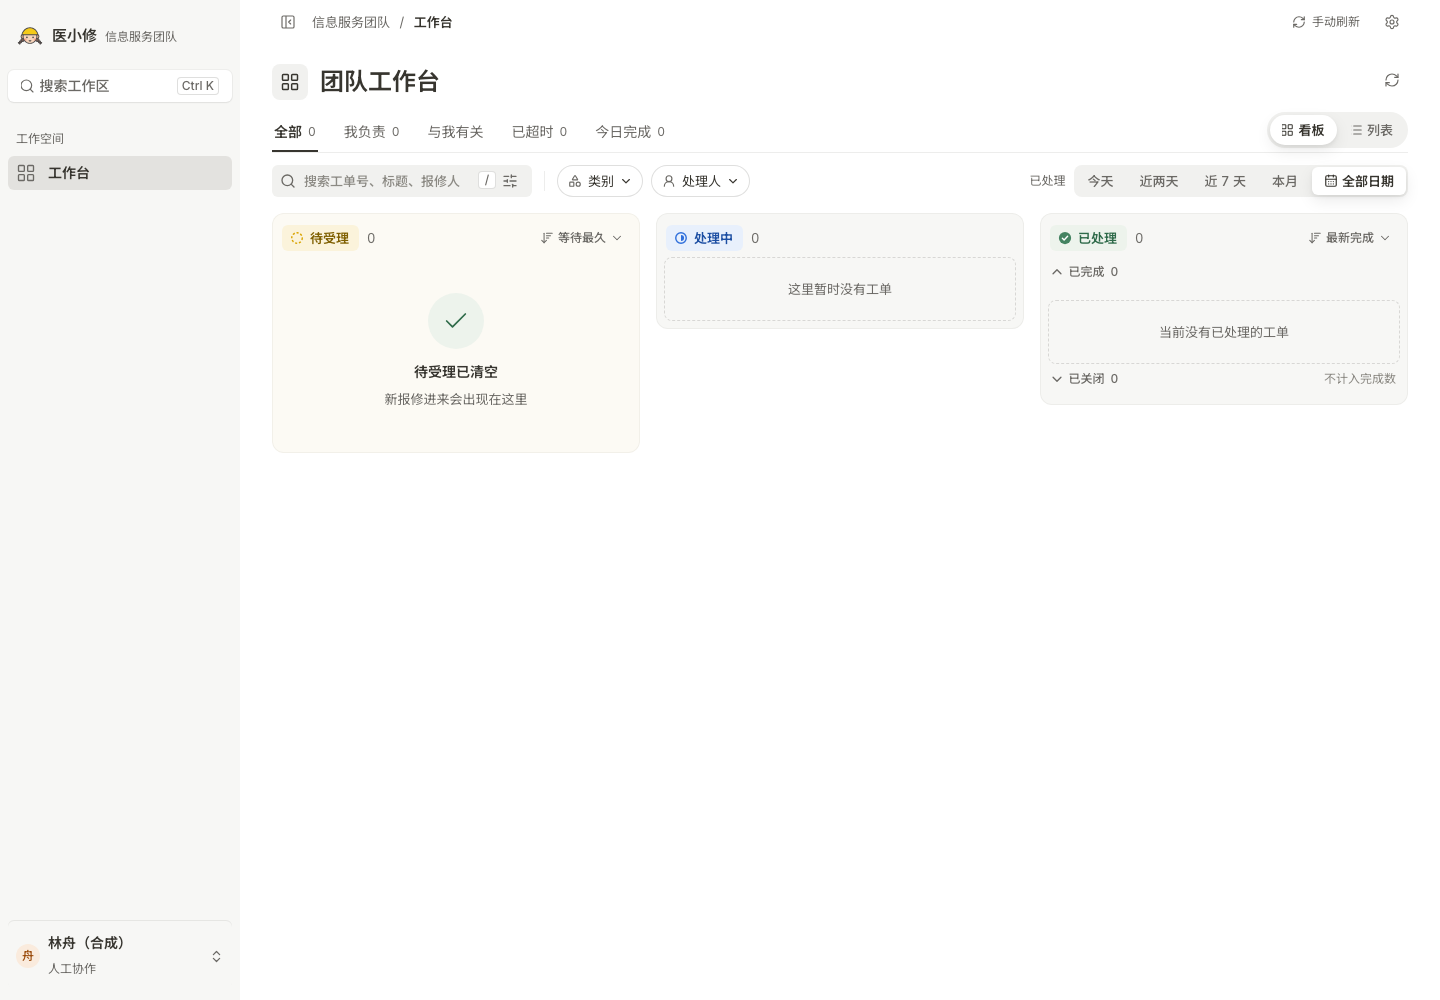 医小修 信息服务团队
搜索工作区 Ctrl K
工作空间
工作台
林舟（合成）
舟
人工协作
信息服务团队 / 工作台
手动刷新
团队工作台
全部 0 我负责 0 与我有关 已超时 0 今日完成 0
看板 列表
搜索工单号、标题、报修人 /
类别 处理人
已处理 今天 近两天 近 7 天 本月 全部日期
待受理 0 等待最久
待受理已清空
新报修进来会出现在这里
处理中 0
这里暂时没有工单
已处理 0 最新完成
已完成 0
当前没有已处理的工单
已关闭 0 不计入完成数